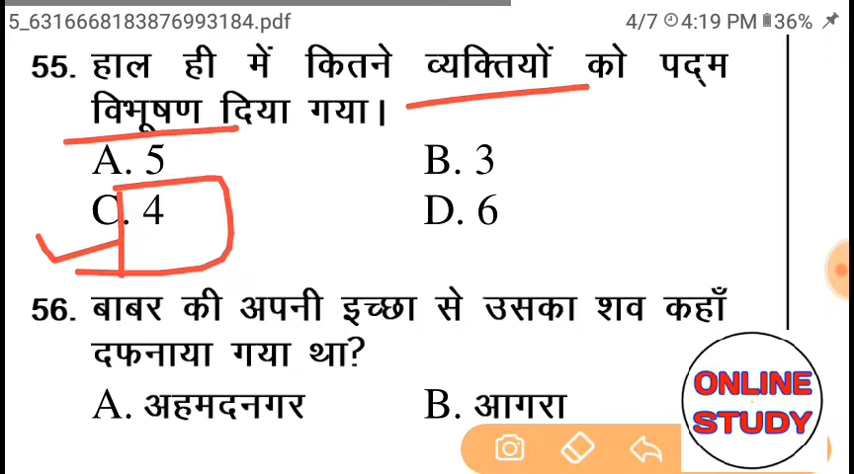 5_6316668183876993184.pdf 4/7 4:19 PM 36%
55. हाल ही में कितने व्यक्तियों को पद्म
विभूषण दिया गया।
A. 5 B. 3
C. 4 D. 6
56. बाबर की अपनी इच्छा से उसका शव कहाँ
दफनाया गया था?
A. अहमदनगर B. आगरा
ONLINE
STUDY